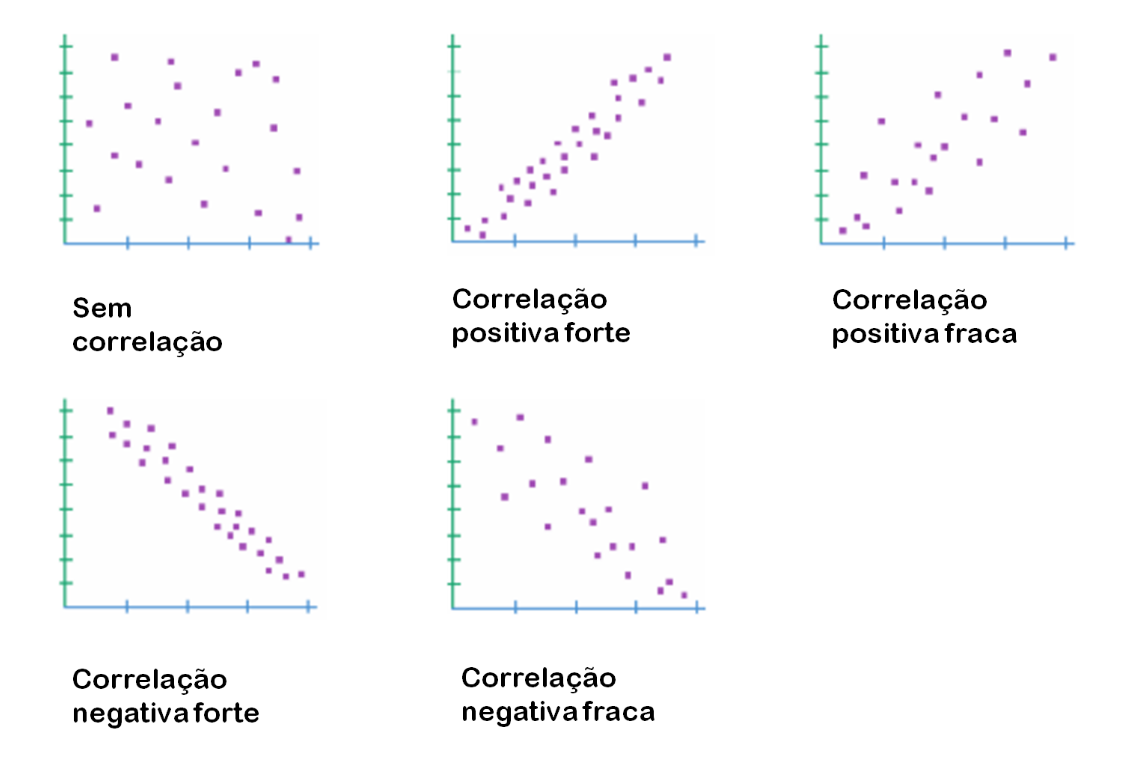 Sem
correlação
Correlação
positiva forte
Correlação
positiva fraca
Correlação
negativa forte
Correlação
negativa fraca